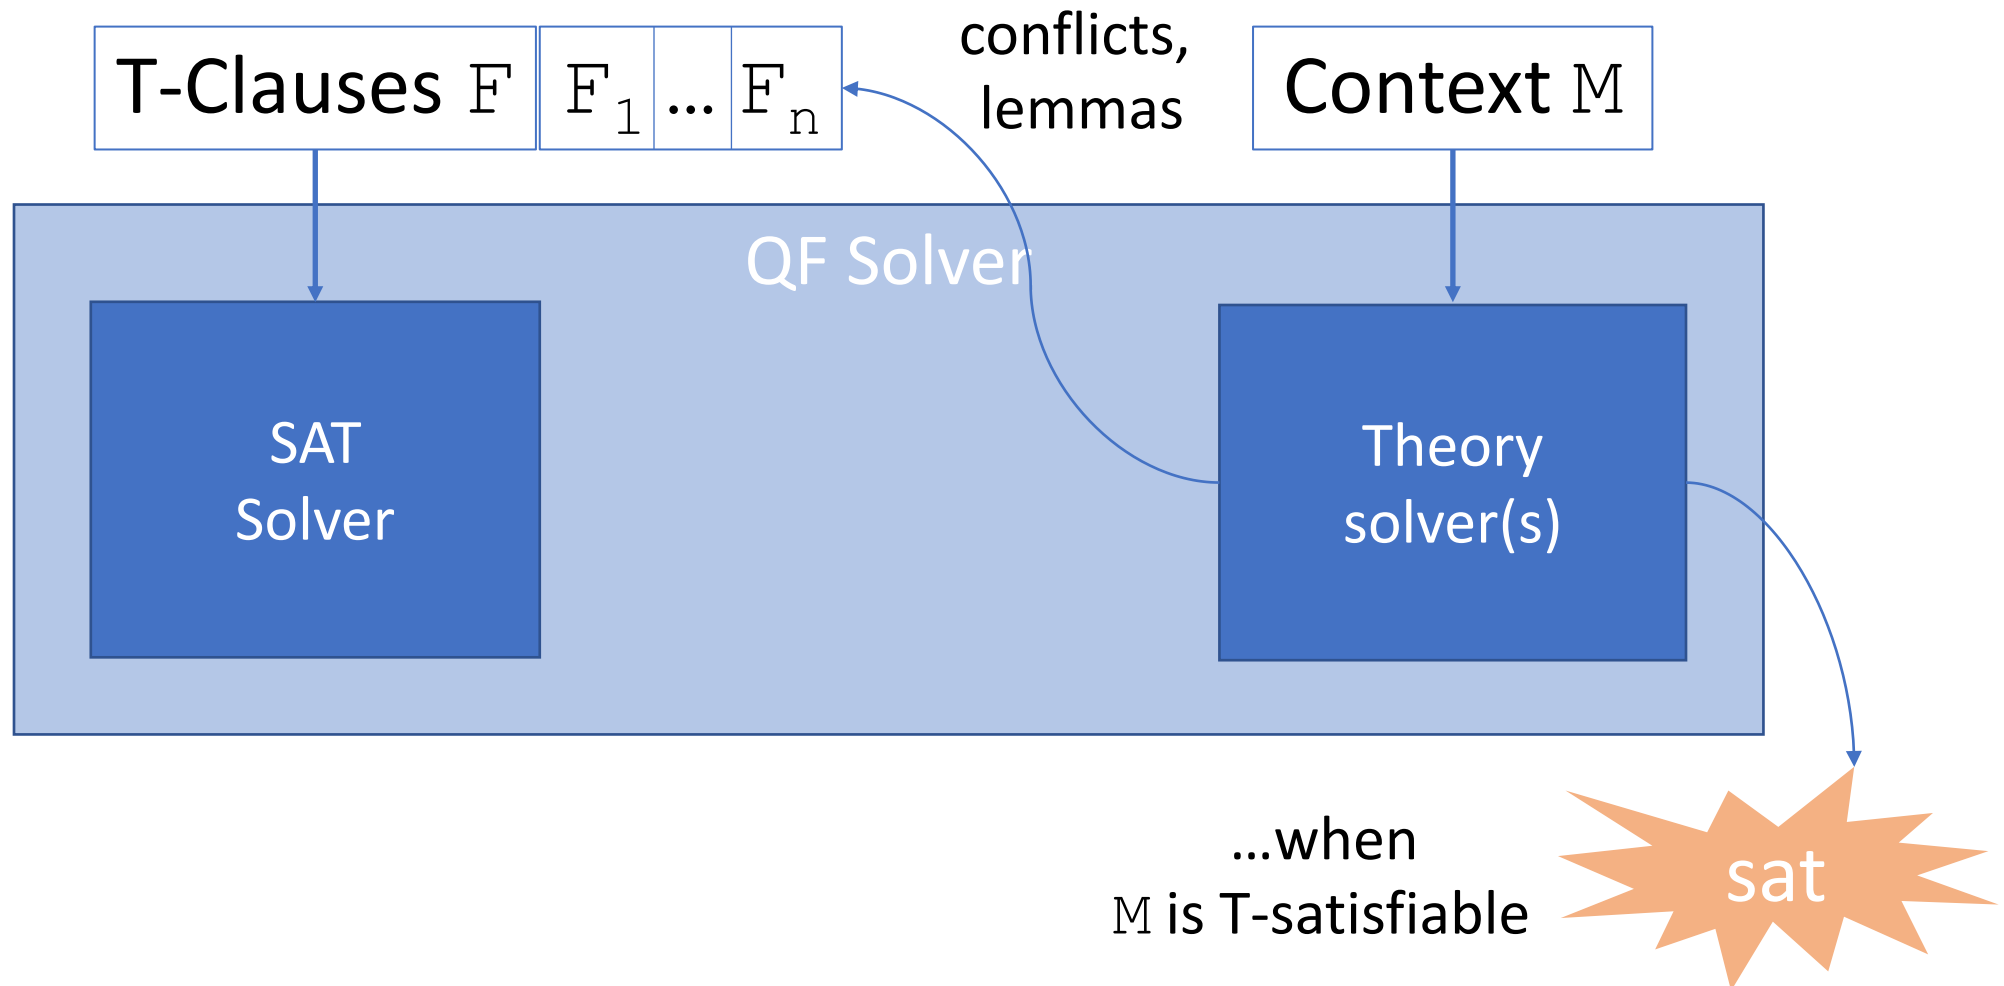 T-Clauses F F₁ … Fₙ
conflicts,
lemmas
Context M
QF Solver
SAT
Solver
Theory
solver(s)
…when
M is T-satisfiable
sat